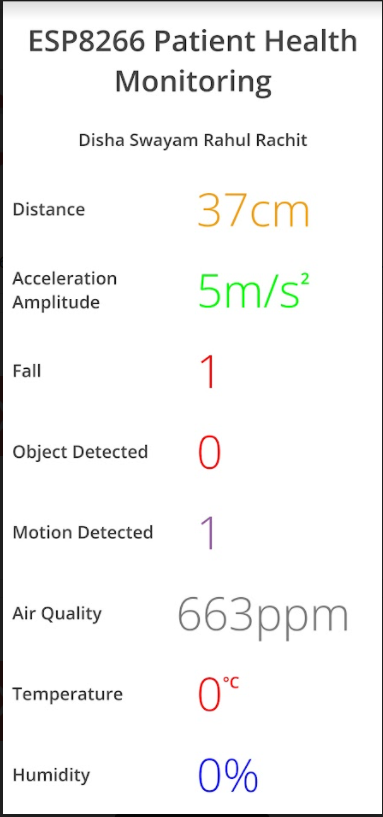 ESP8266 Patient Health
Monitoring
Disha Swayam Rahul Rachit
Distance 37cm
Acceleration
Amplitude 5m/s²
Fall 1
Object Detected 0
Motion Detected 1
Air Quality 663ppm
Temperature 0°C
Humidity 0%